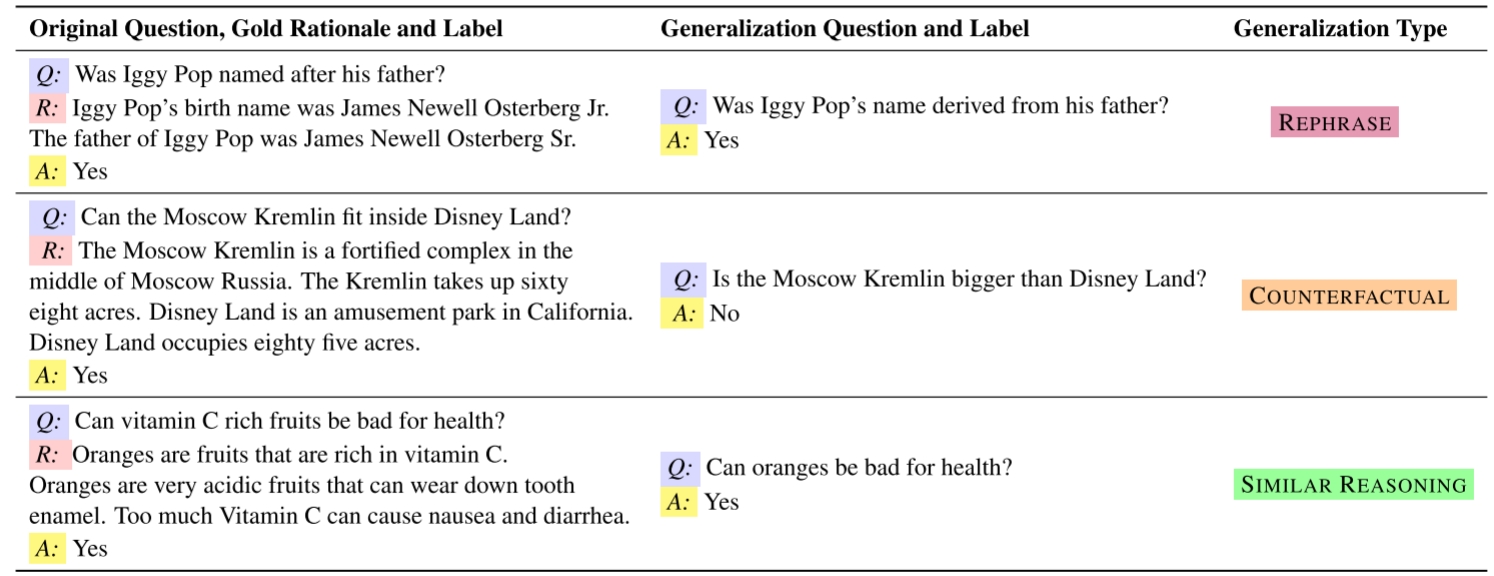 Original Question, Gold Rationale and Label Generalization Question and Label Generalization Type
Q: Was Iggy Pop named after his father?
R: Iggy Pop's birth name was James Newell Osterberg Jr.
The father of Iggy Pop was James Newell Osterberg Sr.
A: Yes
Q: Was Iggy Pop's name derived from his father?
A: Yes
REPHRASE
Q: Can the Moscow Kremlin fit inside Disney Land?
R: The Moscow Kremlin is a fortified complex in the
middle of Moscow Russia. The Kremlin takes up sixty
eight acres. Disney Land is an amusement park in California.
Disney Land occupies eighty five acres.
A: Yes
Q: Is the Moscow Kremlin bigger than Disney Land?
A: No
COUNTERFACTUAL
Q: Can vitamin C rich fruits be bad for health?
R: Oranges are fruits that are rich in vitamin C.
Oranges are very acidic fruits that can wear down tooth
enamel. Too much Vitamin C can cause nausea and diarrhea.
A: Yes
Q: Can oranges be bad for health?
A: Yes
SIMILAR REASONING